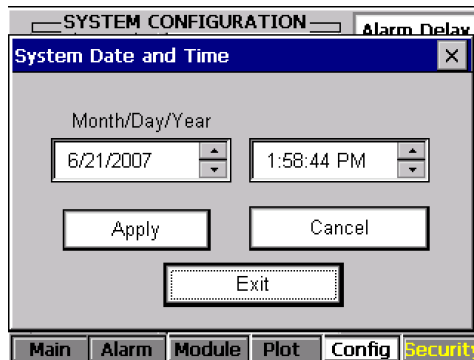 SYSTEM CONFIGURATION
Alarm Delay
System Date and Time
Month/Day/Year
6/21/2007 1:58:44 PM
Apply Cancel
Exit
Main Alarm Module Plot Config Security